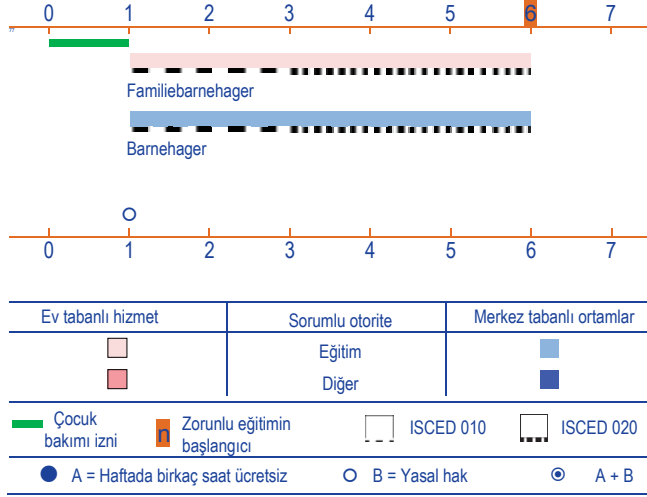 0 1 2 3 4 5 6 7
Familiebarnehager
Barnehager
0 1 2 3 4 5 6 7
Ev tabanlı hizmet Sorumlu otorite Merkez tabanlı ortamlar
Eğitim
Diğer
Çocuk bakımı izni
n Zorunlu eğitimin başlangıcı
ISCED 010
ISCED 020
A = Haftada birkaç saat ücretsiz B = Yasal hak A + B